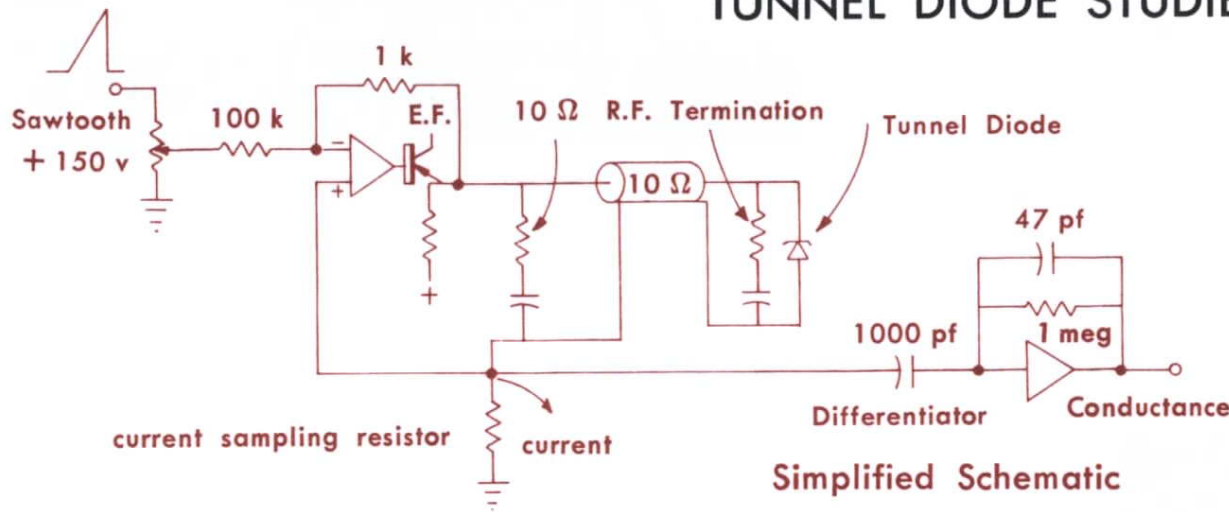 TUNNEL DIODE STUDIE
1 k
Sawtooth
+ 150 v
100 k
E.F.
10 Ω R.F. Termination
Tunnel Diode
-
+
10 Ω
+
47 pf
1 meg
1000 pf
Differentiator
Conductance
current sampling resistor
current
Simplified Schematic